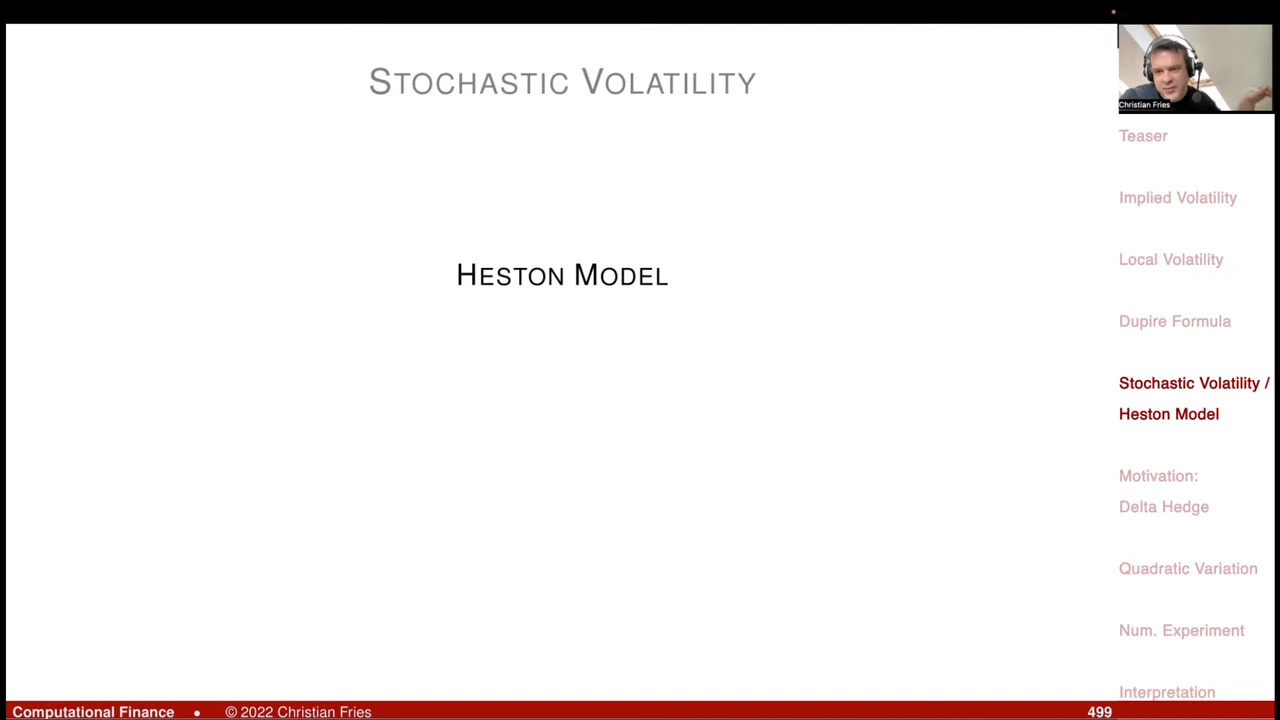 STOCHASTIC VOLATILITY
HESTON MODEL
Christian Fries
Teaser
Implied Volatility
Local Volatility
Dupire Formula
Stochastic Volatility /
Heston Model
Motivation:
Delta Hedge
Quadratic Variation
Num. Experiment
Interpretation
Computational Finance • © 2022 Christian Fries 499